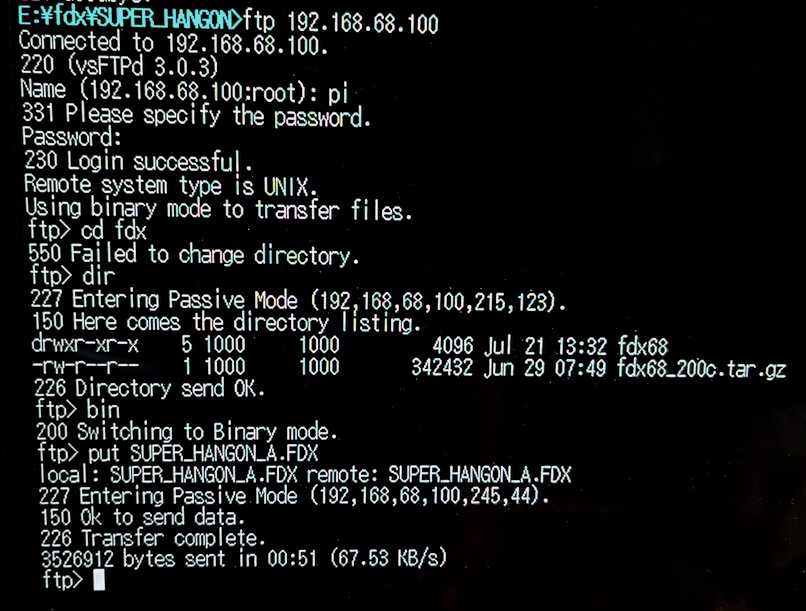 E:¥fdx¥SUPER_HANGON>ftp 192.168.68.100
Connected to 192.168.68.100.
220 (vsFTPd 3.0.3)
Name (192.168.68.100:root): pi
331 Please specify the password.
Password:
230 Login successful.
Remote system type is UNIX.
Using binary mode to transfer files.
ftp> cd fdx
550 Failed to change directory.
ftp> dir
227 Entering Passive Mode (192,168,68,100,215,123).
150 Here comes the directory listing.
drwxr-xr-x    5 1000     1000         4096 Jul 21 13:32 fdx68
-rw-r--r--    1 1000     1000       342432 Jun 29 07:49 fdx68_200c.tar.gz
226 Directory send OK.
ftp> bin
200 Switching to Binary mode.
ftp> put SUPER_HANGON_A.FDX
local: SUPER_HANGON_A.FDX remote: SUPER_HANGON_A.FDX
227 Entering Passive Mode (192,168,68,100,245,44).
150 Ok to send data.
226 Transfer complete.
3526912 bytes sent in 00:51 (67.53 KB/s)
ftp>